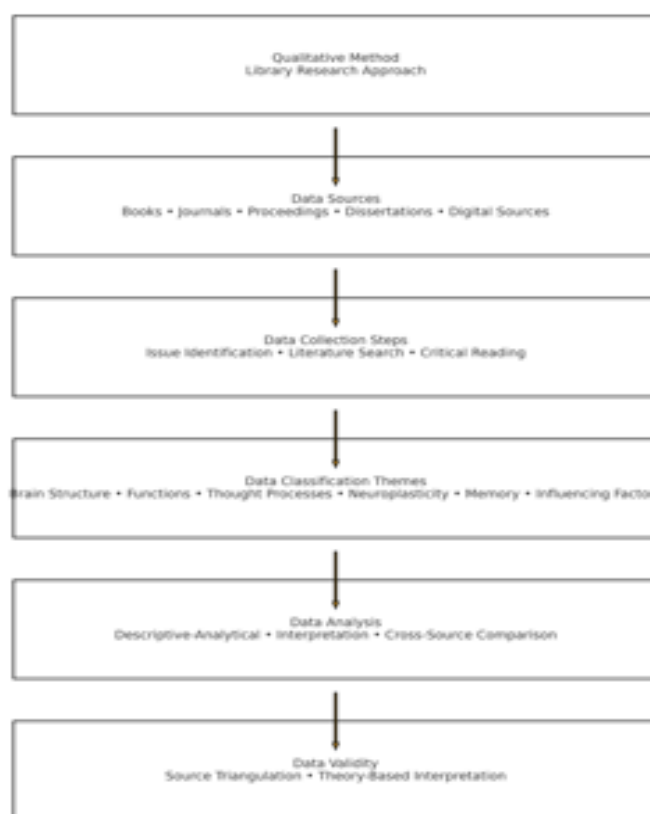 Qualitative Method
Library Research Approach
Data Sources
Books • Journals • Proceedings • Dissertations • Digital Sources
Data Collection Steps
Issue Identification • Literature Search • Critical Reading
Data Classification Themes
Brain Structure • Functions • Thought Processes • Neuroplasticity • Memory • Influencing Facto
Data Analysis
Descriptive-Analytical • Interpretation • Cross-Source Comparison
Data Validity
Source Triangulation • Theory-Based Interpretation